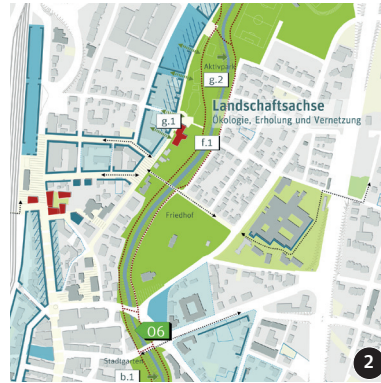 Aktivpark
g.2
Landschaftsachse
Ökologie, Erholung und Vernetzung
g.1
f.1
Friedhof
06
Stadtgarten
b.1
2